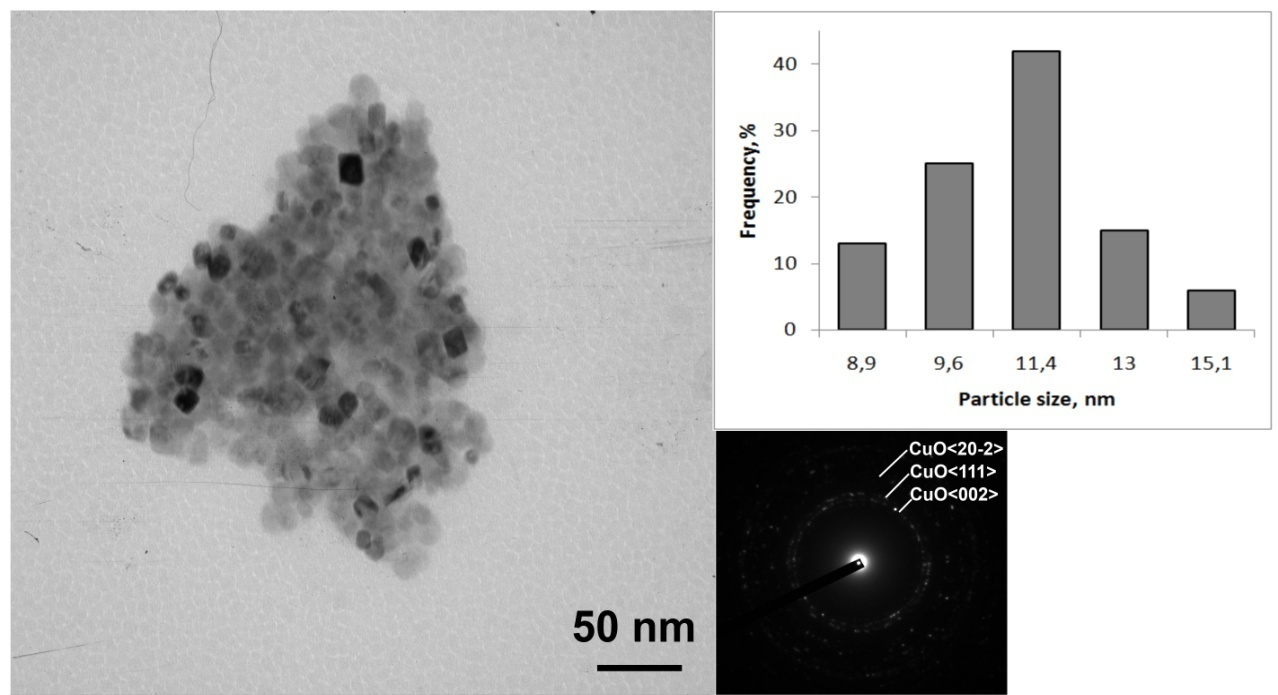 50 nm
Frequency,%
40
30
20
10
0
8,9 9,6 11,4 13 15,1
Particle size, nm
CuO<20-2>
CuO<111>
CuO<002>